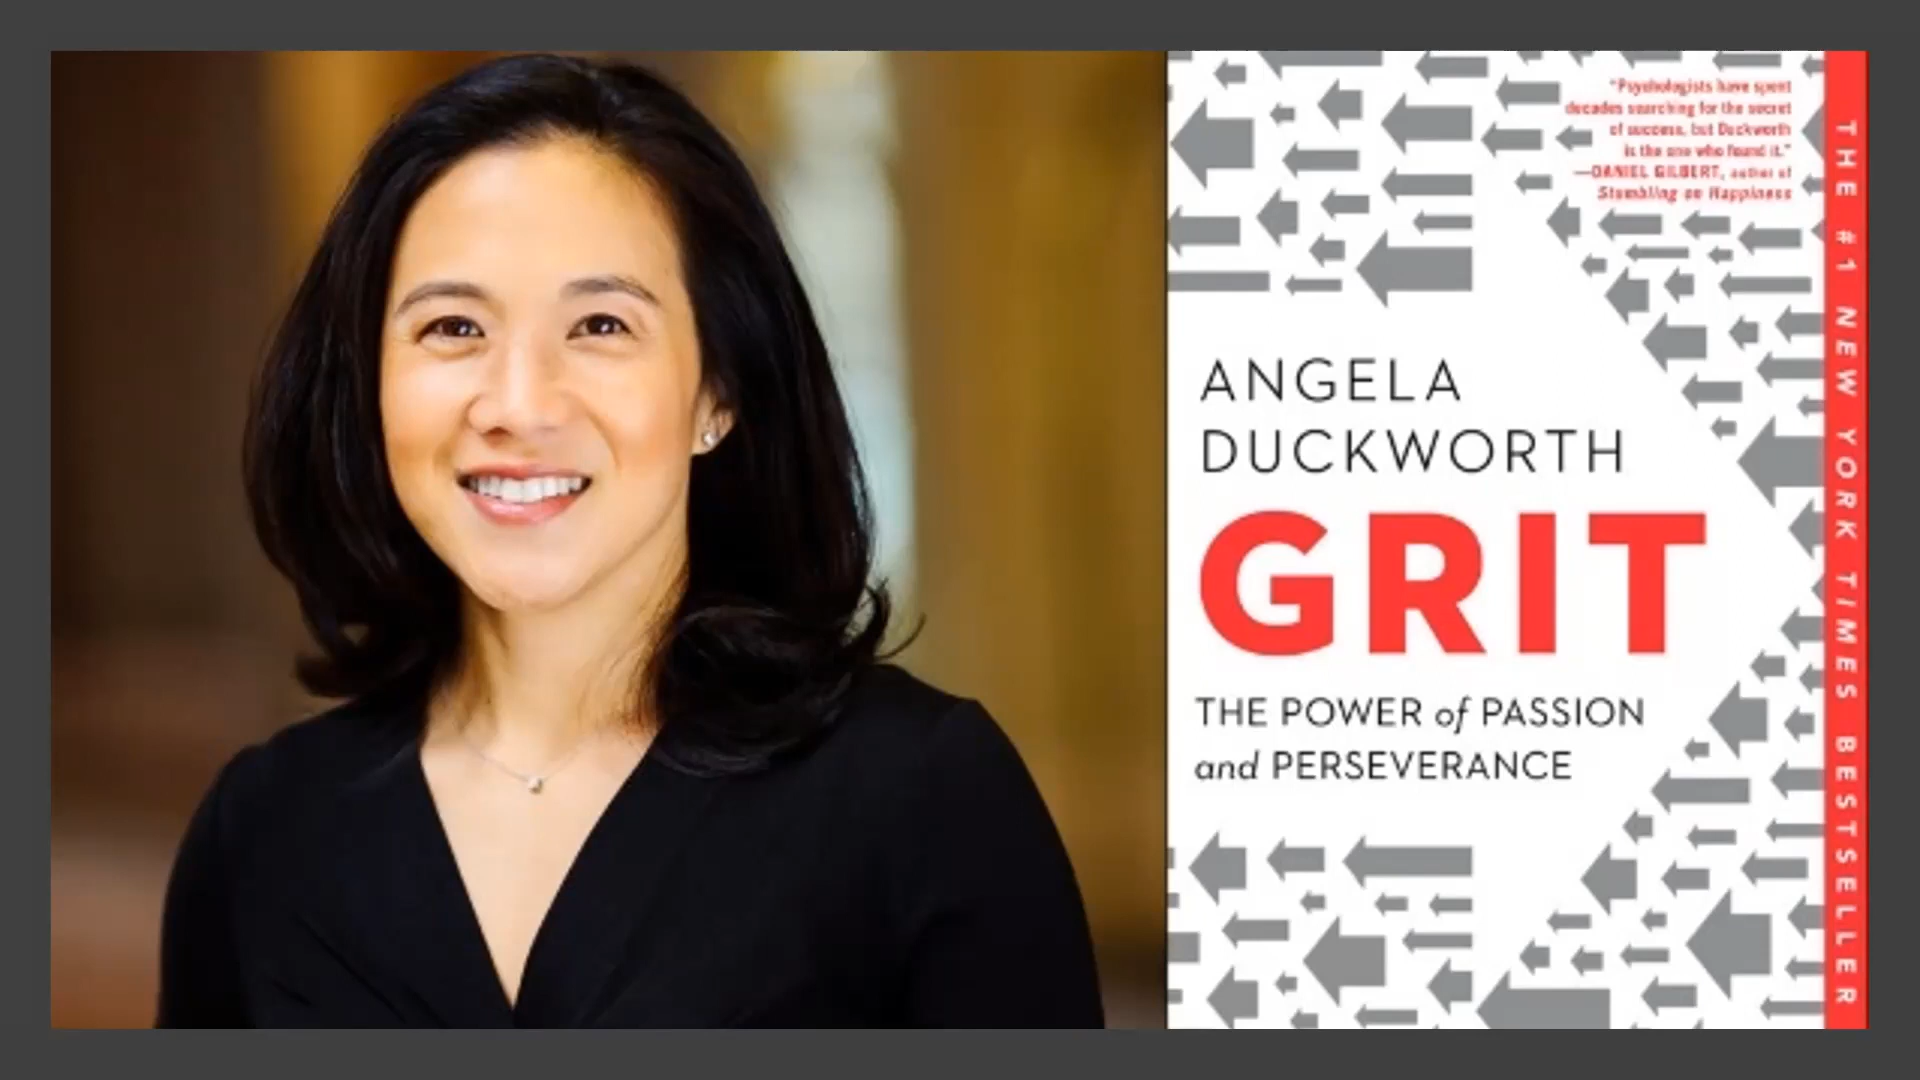 "Psychologists have spent
decades searching for the secret
of success, but Duckworth
is the one who found it."
—DANIEL GILBERT, author of
Stumbling on Happiness
ANGELA
DUCKWORTH
GRIT
THE POWER of PASSION
and PERSEVERANCE
THE #1 NEW YORK TIMES BESTSELLER